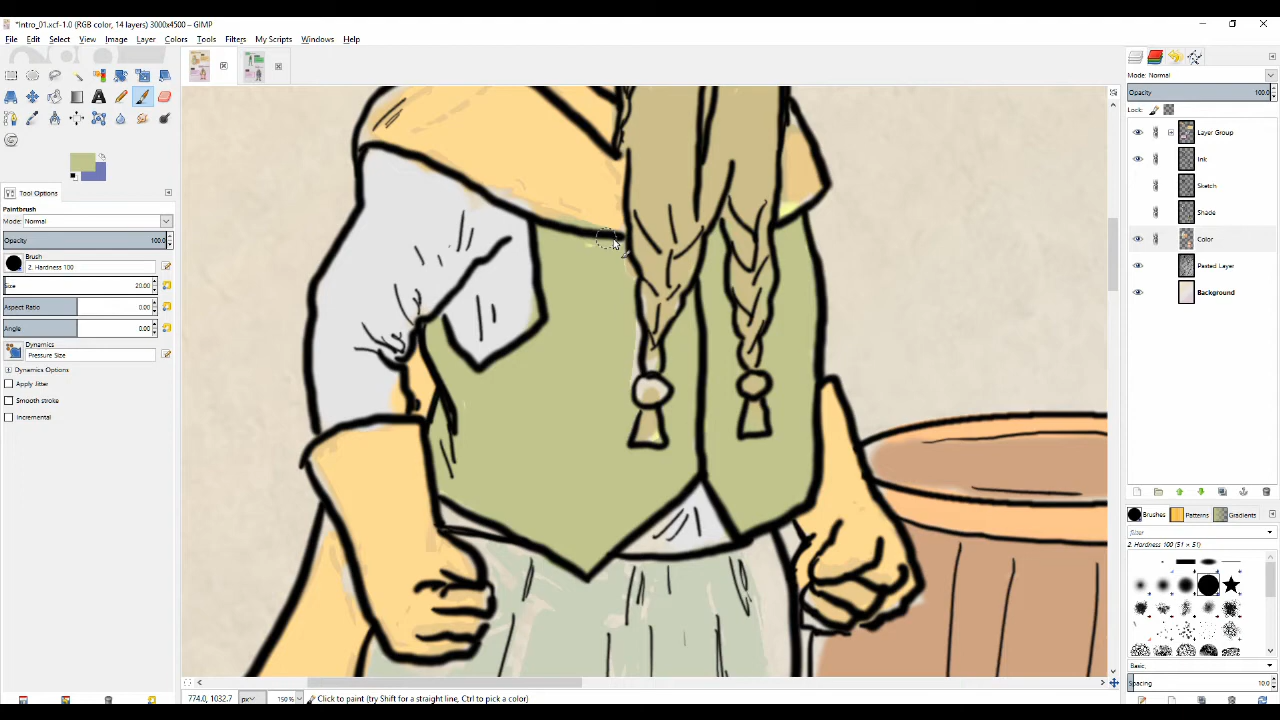 *Intro_01.xcf-1.0 (RGB color, 14 layers) 3000x4500 – GIMP
File Edit Select View Image Layer Colors Tools Filters My Scripts Windows Help
Tool Options
Paintbrush
Mode: Normal
Opacity 100.0
Brush
2. Hardness 100
Size 20.00
Aspect Ratio 0.00
Angle 0.00
Dynamics
Pressure Size
Dynamics Options
Apply Jitter
Smooth stroke
Incremental
774.0, 1032.7 px 150% Click to paint (try Shift for a straight line, Ctrl to pick a color)
Mode: Normal
Opacity 100.0
Lock:
Layer Group
Ink
Sketch
Shade
Color
Pasted Layer
Background
Brushes Patterns Gradients
filter
2. Hardness 100 (51 × 51)
Basic,
Spacing 10.0